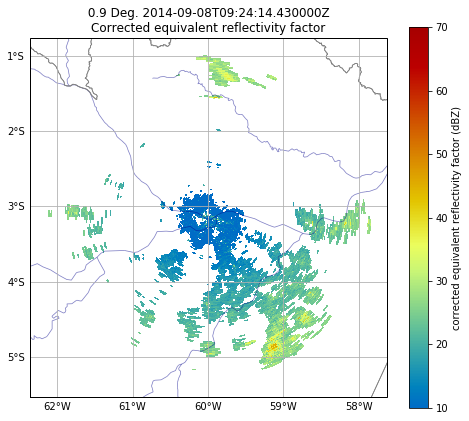 0.9 Deg. 2014-09-08T09:24:14.430000Z
Corrected equivalent reflectivity factor
1°S
2°S
3°S
4°S
5°S
62°W 61°W 60°W 59°W 58°W
70
60
50
40
30
20
10
corrected equivalent reflectivity factor (dBZ)